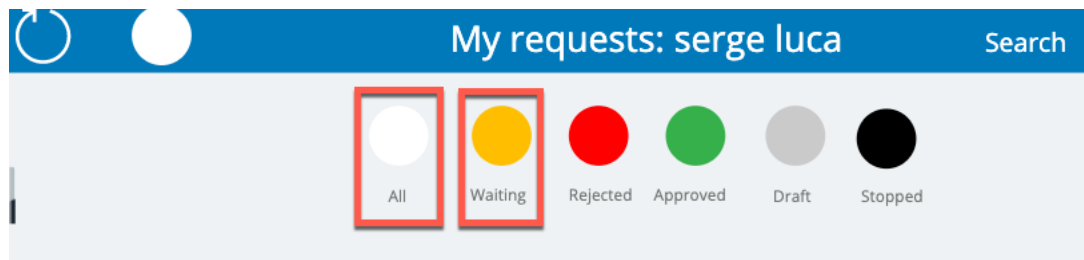 My requests: serge luca
Search
All
Waiting
Rejected
Approved
Draft
Stopped